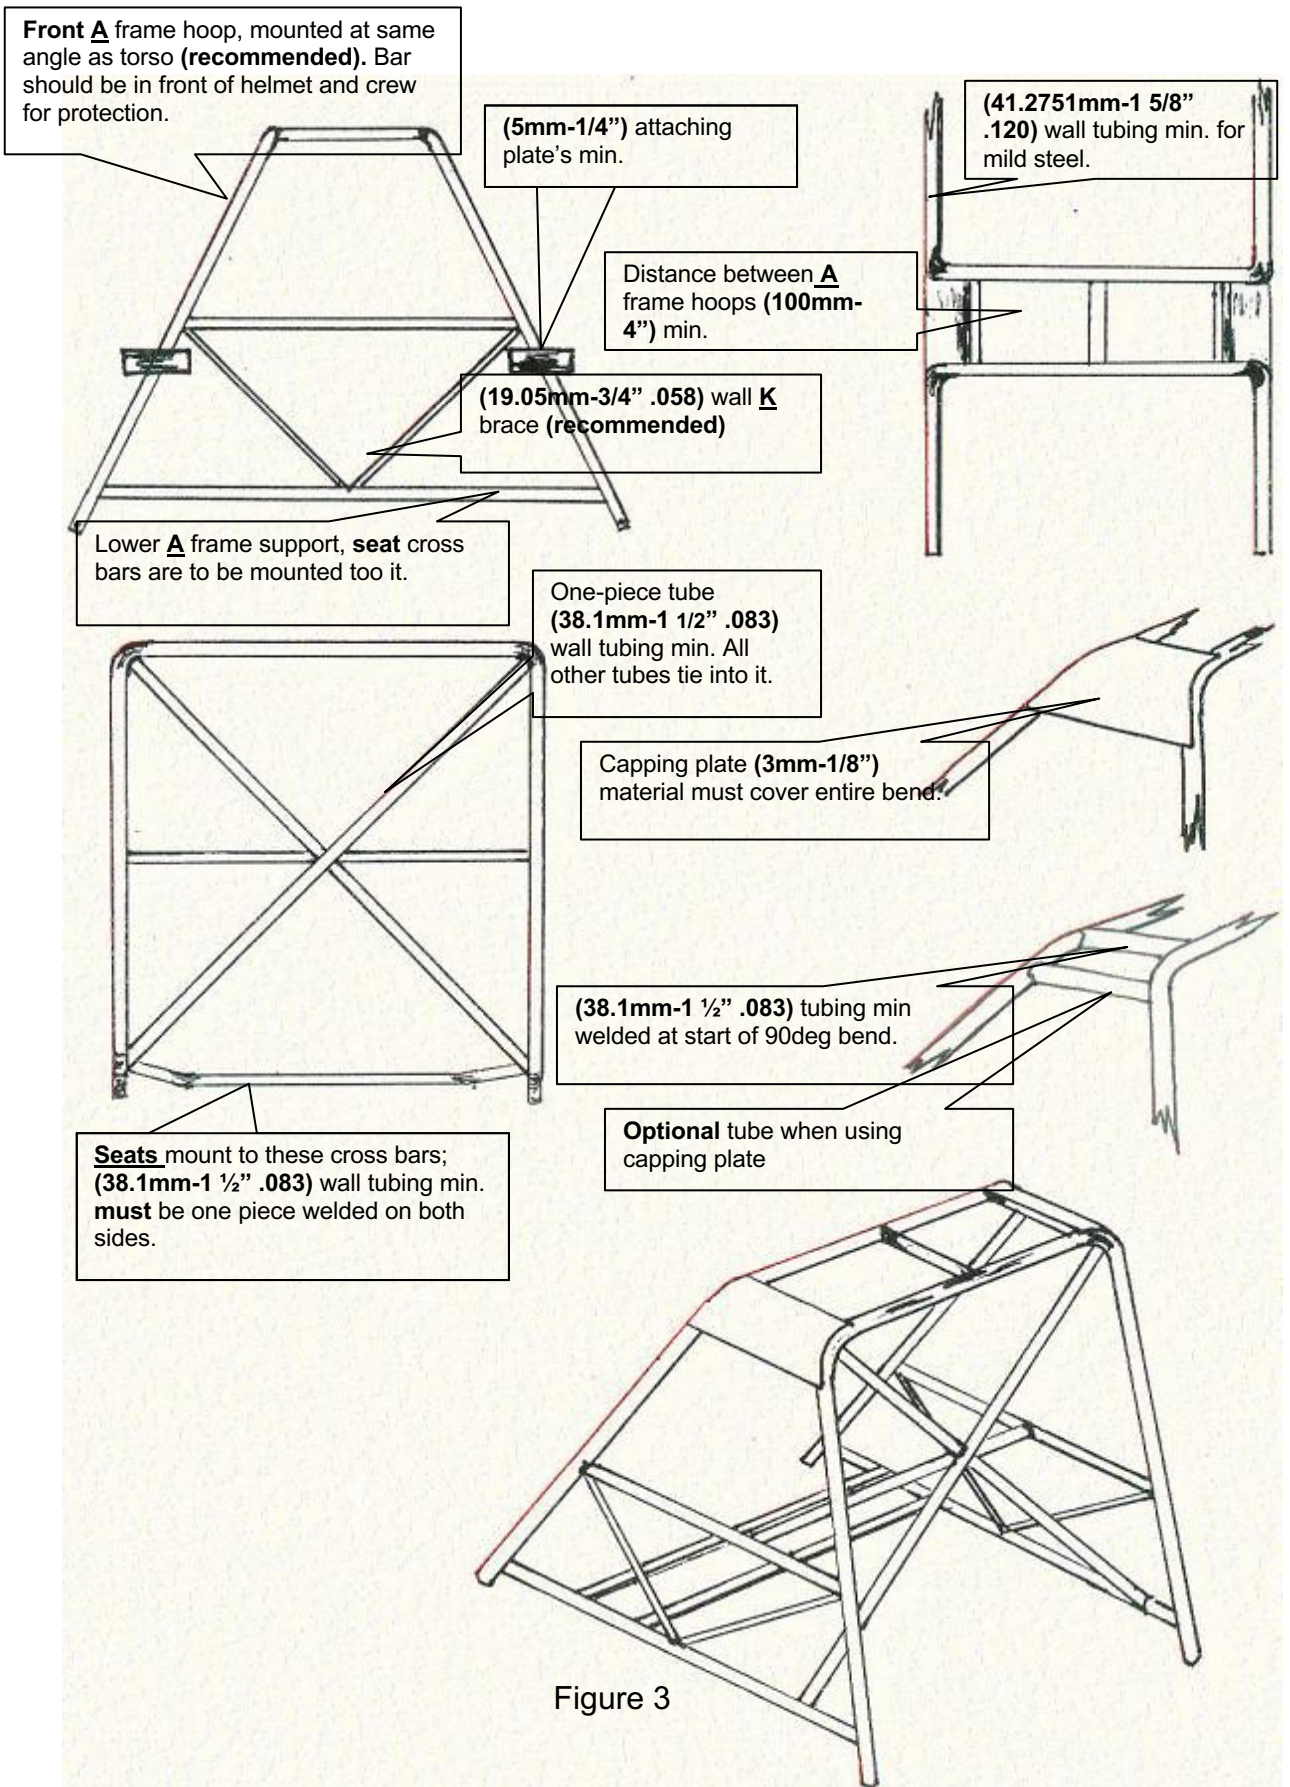 Front A frame hoop, mounted at same
angle as torso (recommended). Bar
should be in front of helmet and crew
for protection.
(5mm-1/4”) attaching
plate’s min.
(41.2751mm-1 5/8”
.120) wall tubing min. for
mild steel.
Distance between A
frame hoops (100mm-
4”) min.
(19.05mm-3/4” .058) wall K
brace (recommended)
Lower A frame support, seat cross
bars are to be mounted too it.
One-piece tube
(38.1mm-1 1/2” .083)
wall tubing min. All
other tubes tie into it.
Capping plate (3mm-1/8”)
material must cover entire bend.
(38.1mm-1 ½” .083) tubing min
welded at start of 90deg bend.
Optional tube when using
capping plate
Seats mount to these cross bars;
(38.1mm-1 ½” .083) wall tubing min.
must be one piece welded on both
sides.
Figure 3